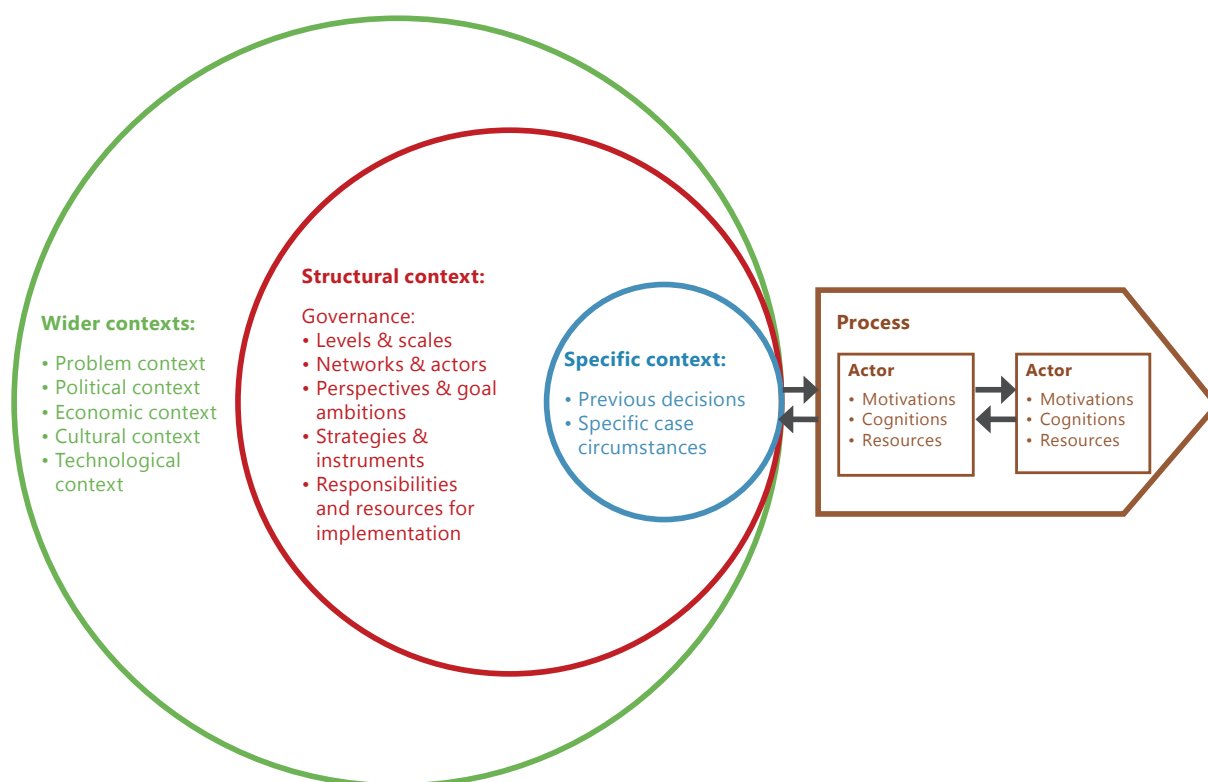 Wider contexts:
• Problem context
• Political context
• Economic context
• Cultural context
• Technological
context
Structural context:
Governance:
• Levels & scales
• Networks & actors
• Perspectives & goal
ambitions
• Strategies &
instruments
• Responsibilities
and resources for
implementation
Specific context:
• Previous decisions
• Specific case
circumstances
Process
Actor
• Motivations
• Cognitions
• Resources
Actor
• Motivations
• Cognitions
• Resources